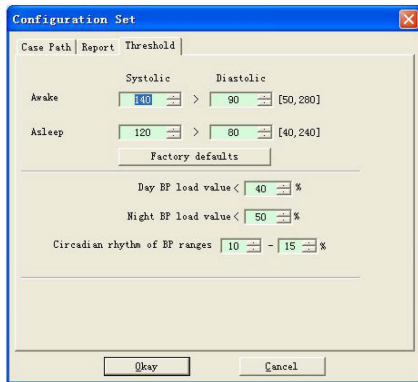 Configuration Set
Case Path Report Threshold
Systolic Diastolic
Awake 140 > 90 [50,280]
Asleep 120 > 80 [40,240]
Factory defaults
Day BP load value< 40 %
Night BP load value< 50 %
Circadian rhythm of BP ranges 10 - 15 %
Okay Cancel